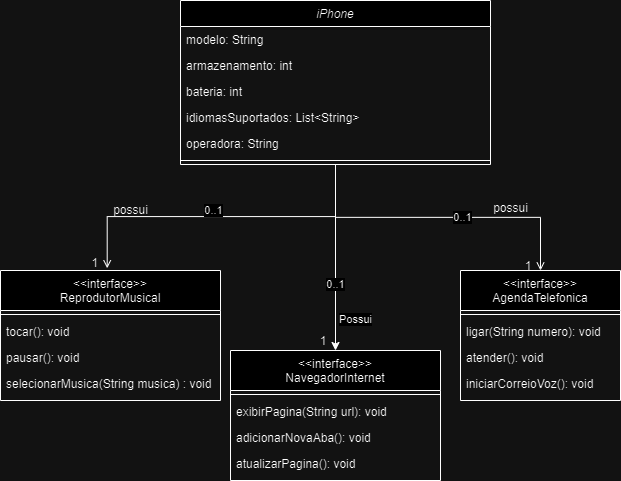 iPhone
modelo: String
armazenamento: int
bateria: int
idiomasSuportados: List<String>
operadora: String
possui
0..1
0..1
possui
1
0..1
1
Possui
1
<<interface>>
ReprodutorMusical
tocar(): void
pausar(): void
selecionarMusica(String musica) : void
<<interface>>
NavegadorInternet
exibirPagina(String url): void
adicionarNovaAba(): void
atualizarPagina(): void
<<interface>>
AgendaTelefonica
ligar(String numero): void
atender(): void
iniciarCorreioVoz(): void